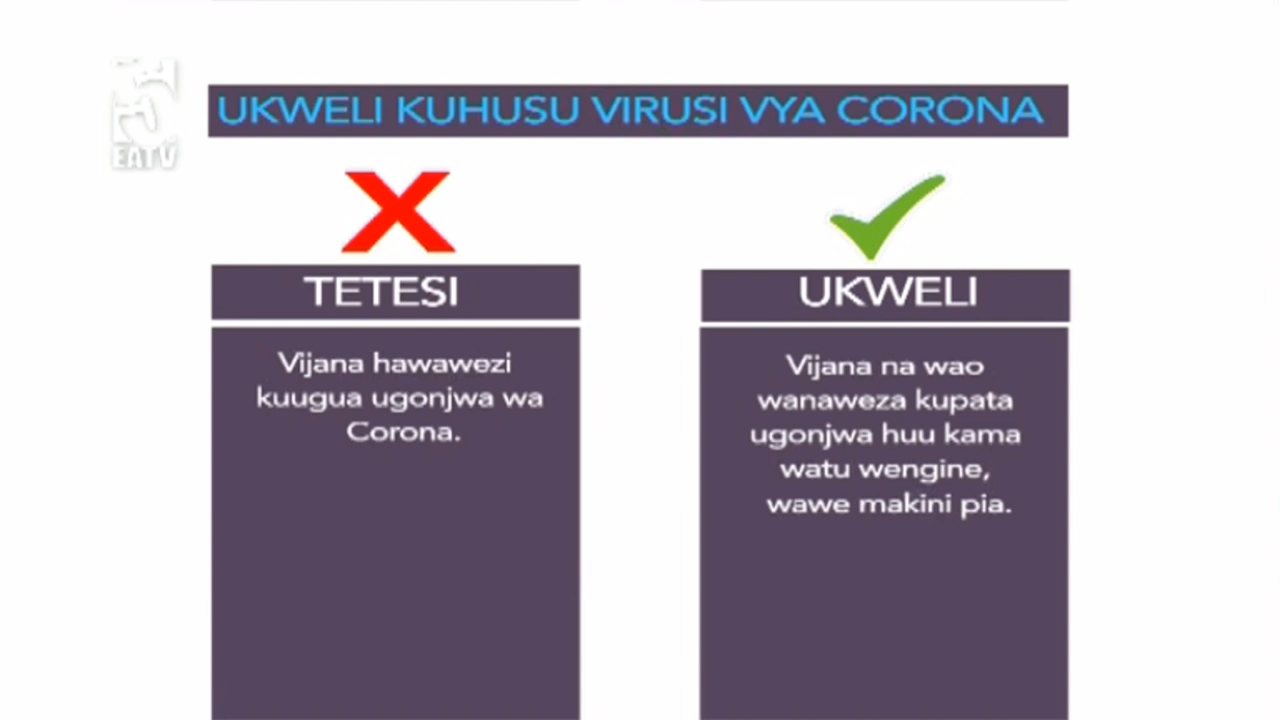 EATV
UKWELI KUHUSU VIRUSI VYA CORONA
TETESI
Vijana hawawezi
kuugua ugonjwa wa
Corona.
UKWELI
Vijana na wao
wanaweza kupata
ugonjwa huu kama
watu wengine,
wawe makini pia.